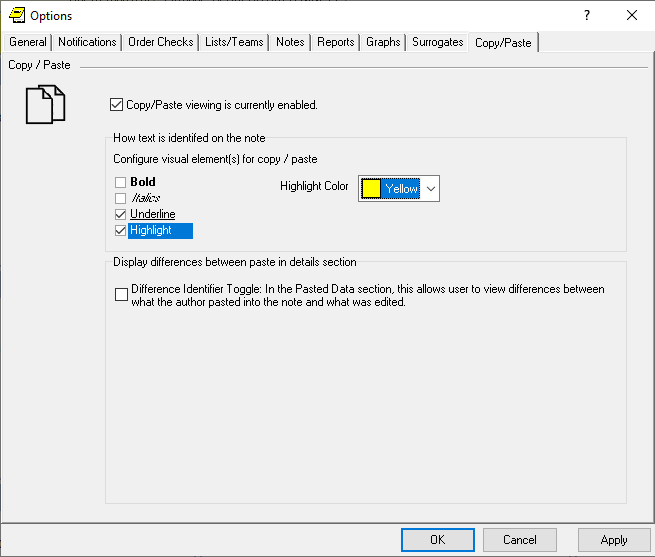 Options
?
General
Notifications
Order Checks
Lists/Teams
Notes
Reports
Graphs
Surrogates
Copy/Paste
Copy / Paste
Copy/Paste viewing is currently enabled.
How text is identifed on the note
Configure visual element(s) for copy / paste
Bold
Italics
Underline
Highlight
Highlight Color
Yellow
Display differences between paste in details section
Difference Identifier Toggle: In the Pasted Data section, this allows user to view differences between
what the author pasted into the note and what was edited.
OK
Cancel
Apply